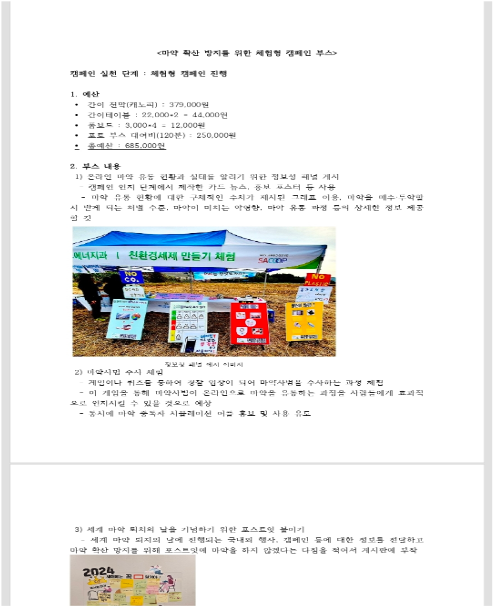 <마약 확산 방지를 위한 체험형 캠페인 부스>
캠페인 실천 단계 : 체험형 캠페인 진행
1. 예산
• 간이 천막(캐노피) : 379,000원
• 간이테이블 : 22,000*2 = 44,000원
• 폼보드 : 3,000*4 = 12,000원
• 포토 부스 대여비(120분) : 250,000원
• 총예산 : 685,000원
2. 부스 내용
1) 온라인 마약 유통 현황과 실태를 알리기 위한 정보성 패널 게시
- 캠페인 인지 단계에서 제작한 카드 뉴스, 홍보 포스터 등 사용
- 마약 유통 현황에 대한 구체적인 수치가 제시된 그래프 이용, 마약을 매수·투약할
시 받게 되는 처벌 수준, 마약이 미치는 악영향, 마약 유통 과정 등의 상세한 정보 제공
할 것
에너지과 | 친환경세제 만들기 체험
NO
NO
정보성 패널 게시
2) 마약사범 수사 체험
- 게임이나 퀴즈를 통하여 경찰 입장이 되어 마약사범을 수사하는 과정 체험
- 이 게임을 통해 마약사범이 온라인으로 마약을 유통하는 과정을 사람들에게 효과적
으로 인지시킬 수 있을 것으로 예상
- 동시에 마약 중독자 시뮬레이션 어플 홍보 및 사용 유도
3) 세계 마약 퇴치의 날을 기념하기 위한 포스트잇 붙이기
- 세계 마약 퇴치의 날에 진행되는 국내외 행사, 캠페인 등에 대한 정보를 전달하고
마약 확산 방지를 위해 포스트잇에 마약을 하지 않겠다는 다짐을 적어서 게시판에 부착
2024